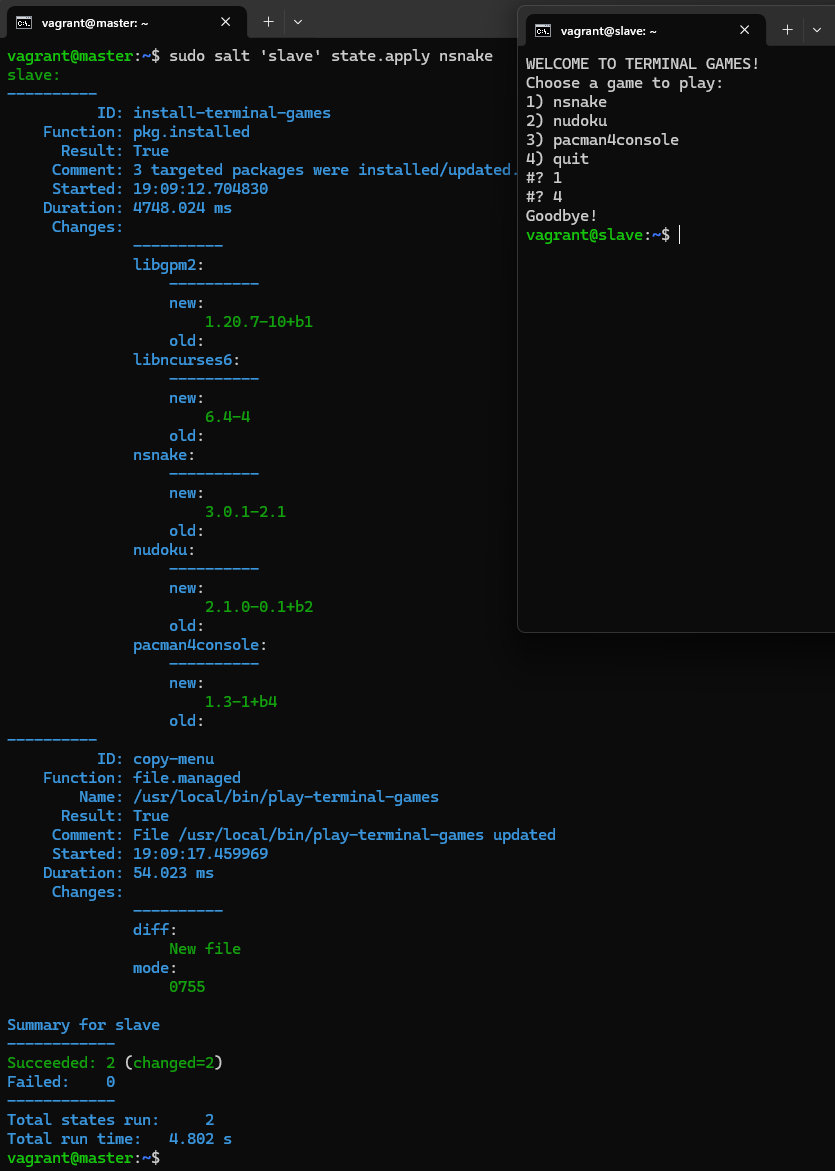 vagrant@master: ~
vagrant@master:~$ sudo salt 'slave' state.apply nsnake
slave:
----------
ID: install-terminal-games
Function: pkg.installed
Result: True
Comment: 3 targeted packages were installed/updated.
Started: 19:09:12.704830
Duration: 4748.024 ms
Changes:
----------
libgpm2:
----------
new:
1.20.7-10+b1
old:
libncurses6:
----------
new:
6.4-4
old:
nsnake:
----------
new:
3.0.1-2.1
old:
nudoku:
----------
new:
2.1.0-0.1+b2
old:
pacman4console:
----------
new:
1.3-1+b4
old:
----------
ID: copy-menu
Function: file.managed
Name: /usr/local/bin/play-terminal-games
Result: True
Comment: File /usr/local/bin/play-terminal-games updated
Started: 19:09:17.459969
Duration: 54.023 ms
Changes:
----------
diff:
New file
mode:
0755
Summary for slave
------------
Succeeded: 2 (changed=2)
Failed:    0
------------
Total states run:     2
Total run time:   4.802 s
vagrant@master:~$
vagrant@slave: ~
WELCOME TO TERMINAL GAMES!
Choose a game to play:
1) nsnake
2) nudoku
3) pacman4console
4) quit
#? 1
#? 4
Goodbye!
vagrant@slave:~$